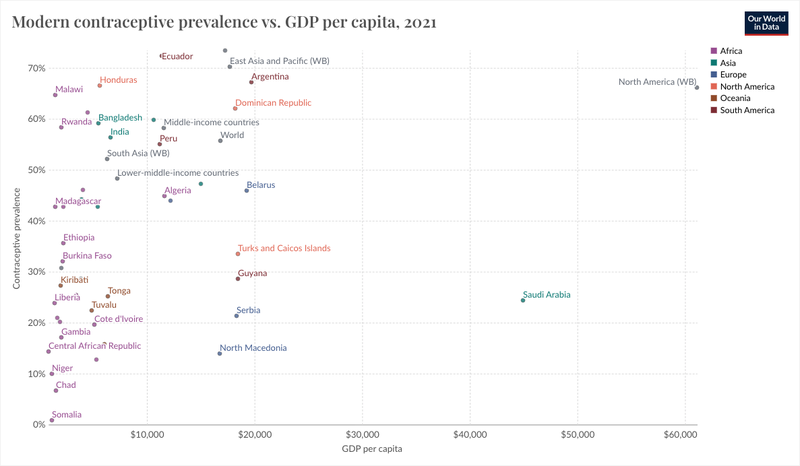 Modern contraceptive prevalence vs. GDP per capita, 2021
Our World
in Data
Africa
Asia
Europe
North America
Oceania
South America
Contraceptive prevalence
70%
60%
50%
40%
30%
20%
10%
0%
Ecuador
East Asia and Pacific (WB)
Honduras
Argentina
North America (WB)
Malawi
Dominican Republic
Rwanda
Bangladesh
Middle-income countries
India
World
Peru
South Asia (WB)
Lower-middle-income countries
Algeria
Belarus
Madagascar
Ethiopia
Turks and Caicos Islands
Burkina Faso
Guyana
Kiribati
Tonga
Liberia
Saudi Arabia
Tuvalu
Serbia
Cote d'Ivoire
Gambia
Central African Republic
North Macedonia
Niger
Chad
Somalia
$10,000
$20,000
$30,000
$40,000
$50,000
$60,000
GDP per capita